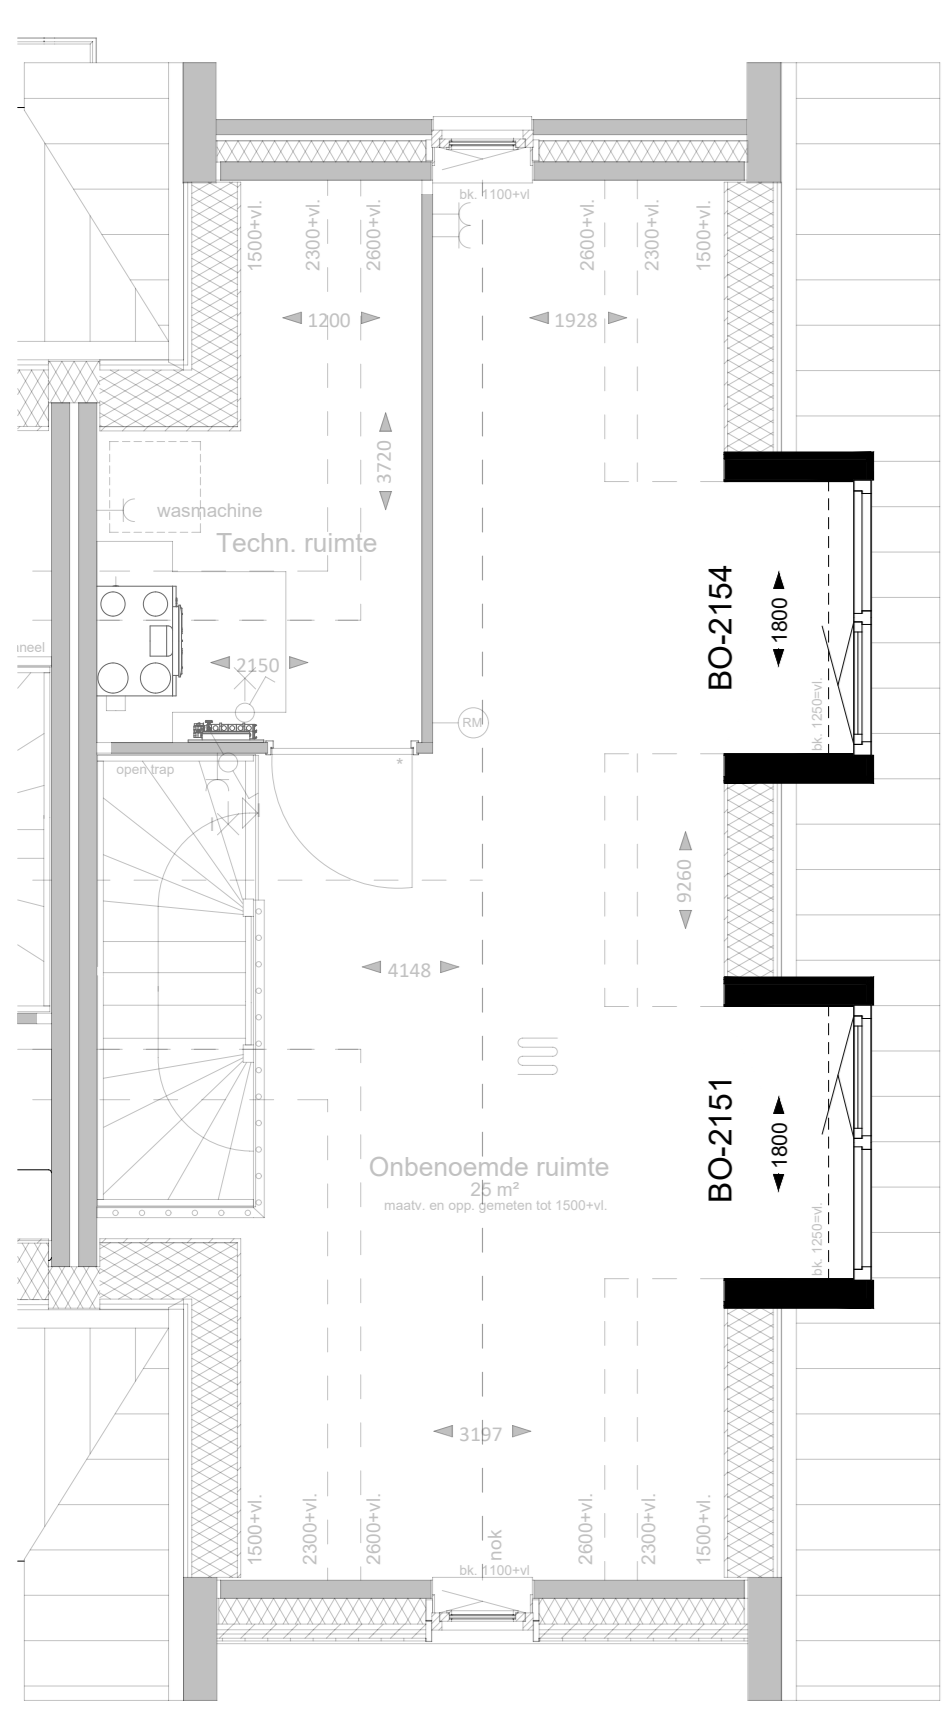 bk. 1100+vl
1500+vl.
2300+vl.
2600+vl.
2600+vl.
2300+vl.
1500+vl.
1200
1928
3720
wasmachine
Techn. ruimte
BO-2154
1800
neel
2150
bk. 1250=vl.
RM
open trap
*
9260
4148
BO-2151
1800
Onbenoemde ruimte
25 m²
maatv. en opp. gemeten tot 1500+vl.
bk. 1250=vl.
3197
1500+vl.
2300+vl.
2600+vl.
nok
2600+vl.
2300+vl.
1500+vl.
bk. 1100+vl